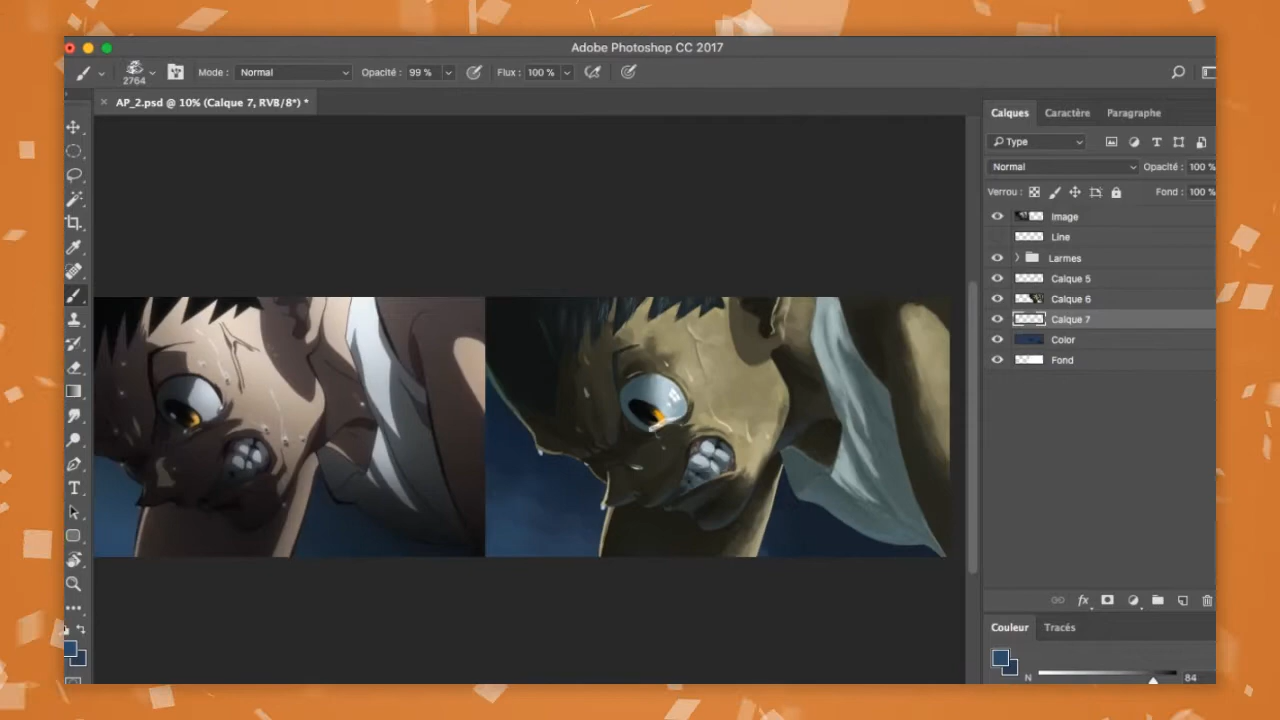 Adobe Photoshop CC 2017
2764
Mode : Normal
Opacité : 99 %
Flux : 100 %
AP_2.psd @ 10% (Calque 7, RVB/8*) *
Calques
Caractère
Paragraphe
Type
Normal
Opacité : 100 %
Verrou :
Fond : 100 %
Image
Line
Larmes
Calque 5
Calque 6
Calque 7
Color
Fond
fx
Couleur
Tracés
N
84